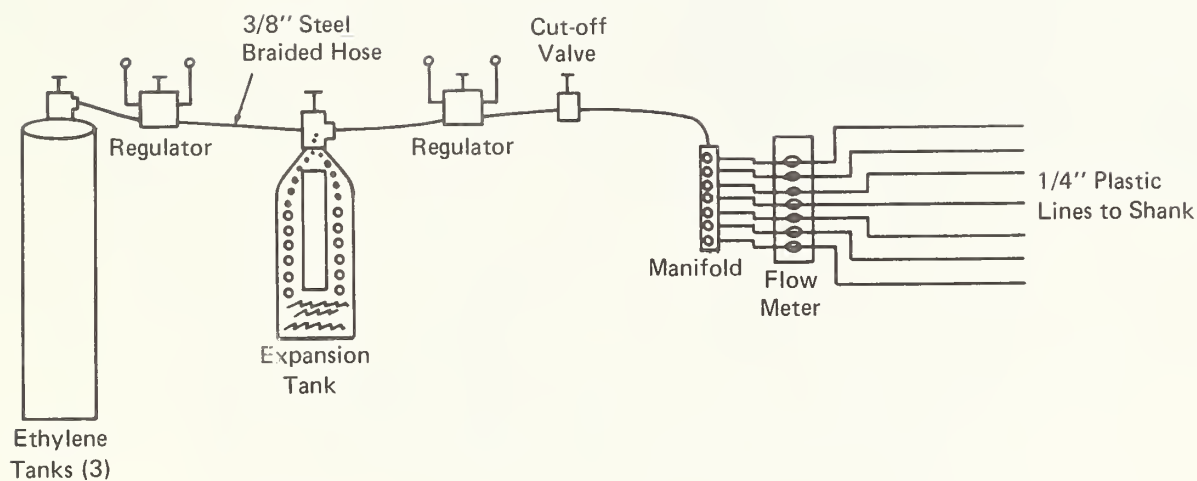 3/8" Steel
Braided Hose
Cut-off
Valve
Regulator
Regulator
1/4" Plastic
Lines to Shank
Manifold
Flow
Meter
Expansion
Tank
Ethylene
Tanks (3)